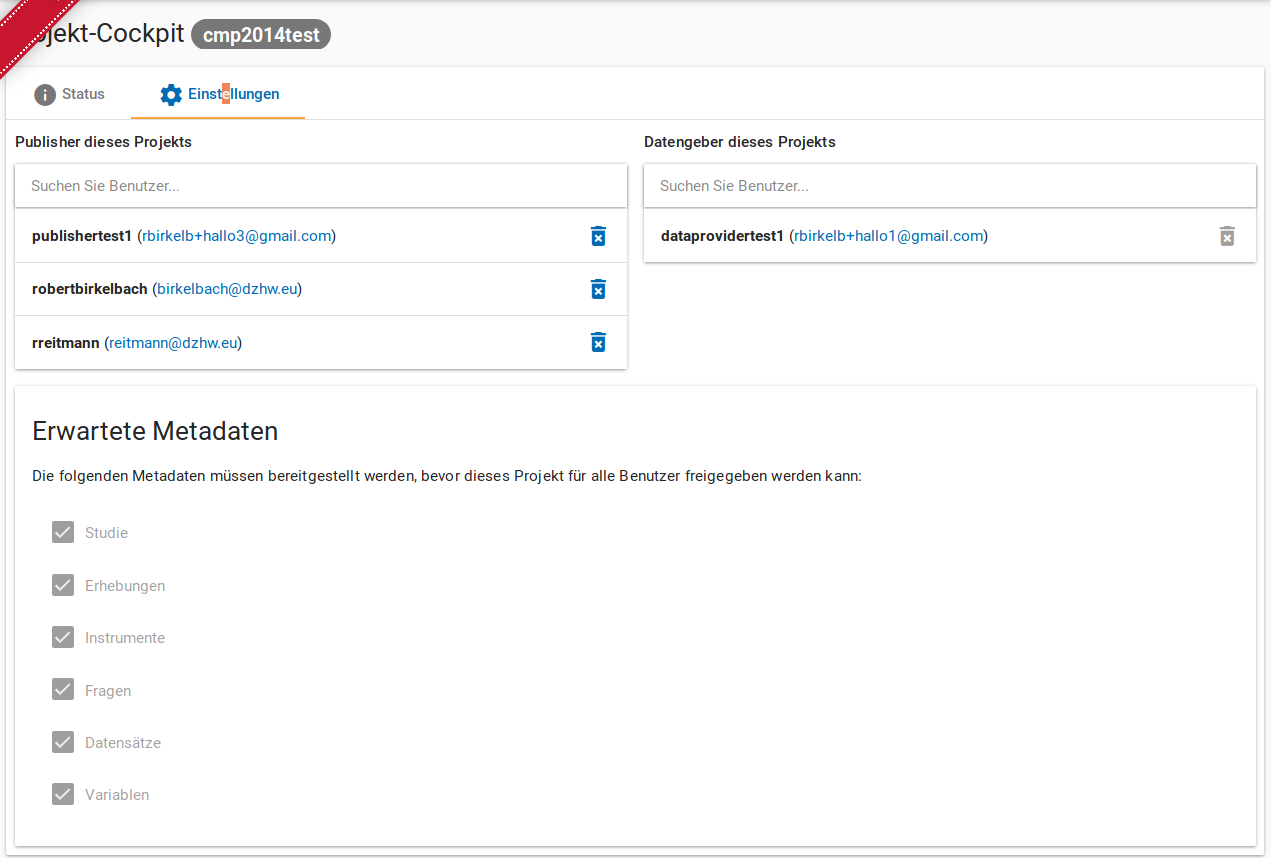 ojekt-Cockpit cmp2014test
Status Einstellungen
Publisher dieses Projekts
Suchen Sie Benutzer...
publishertest1 (rbirkelb+hallo3@gmail.com)
robertbirkelbach (birkelbach@dzhw.eu)
rreitmann (reitmann@dzhw.eu)
Datengeber dieses Projekts
Suchen Sie Benutzer...
dataprovidertest1 (rbirkelb+hallo1@gmail.com)
Erwartete Metadaten
Die folgenden Metadaten müssen bereitgestellt werden, bevor dieses Projekt für alle Benutzer freigegeben werden kann:
Studie
Erhebungen
Instrumente
Fragen
Datensätze
Variablen